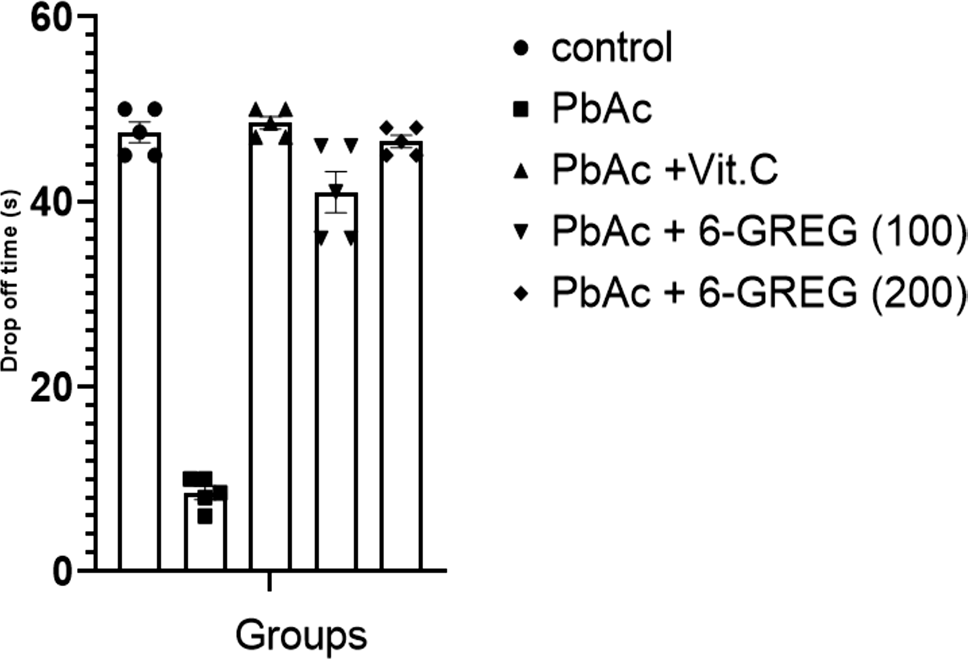 60
40
20
0
Drop off time (s)
Groups
control
PbAc
PbAc +Vit.C
PbAc + 6-GREG (100)
PbAc + 6-GREG (200)